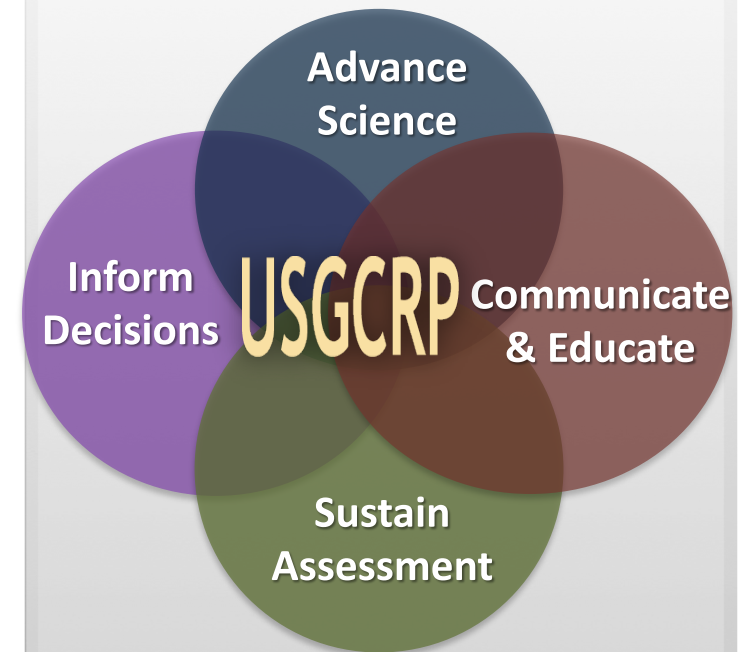 Advance
Science
Inform
Decisions
USGCRP
Communicate
& Educate
Sustain
Assessment